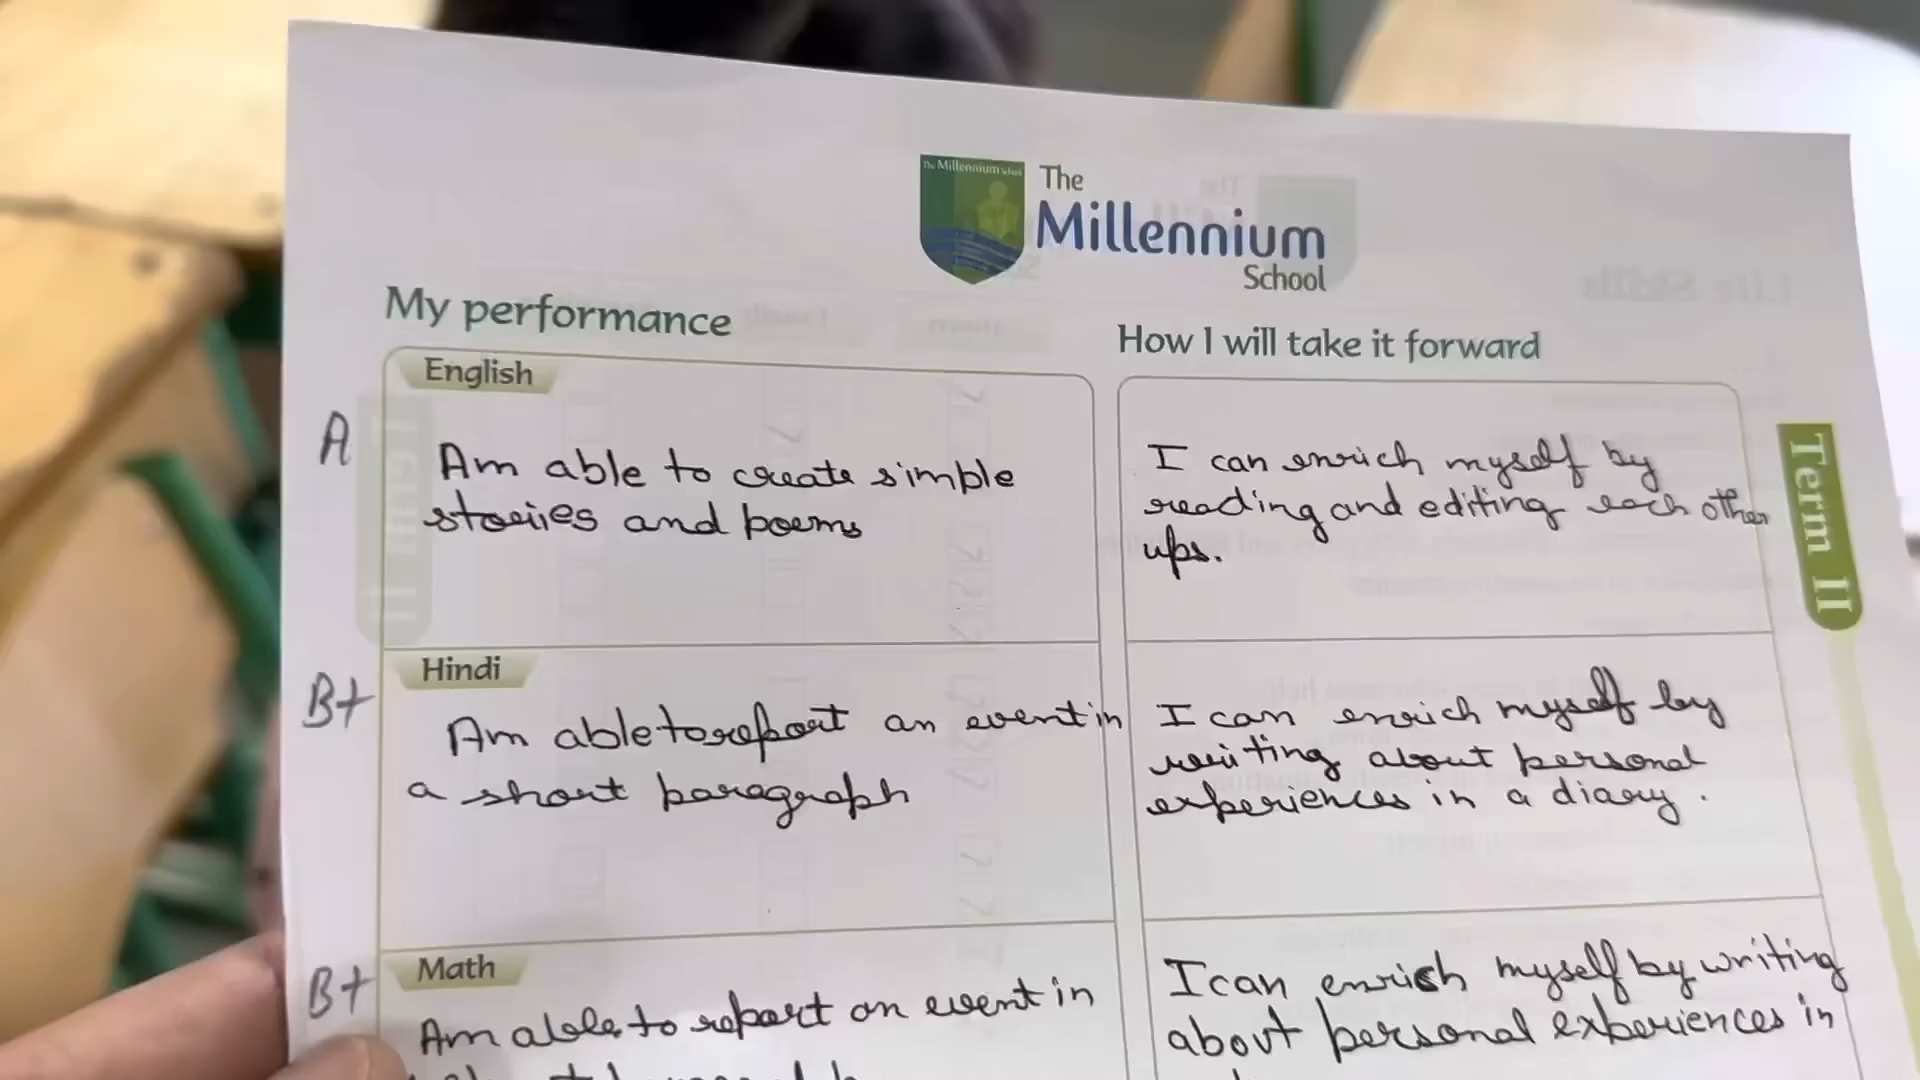 The Millennium School
The
Millennium
School
My performance
How I will take it forward
English
A
Am able to create simple
stories and poems
I can enrich myself by
reading and editing each other
ups.
Term II
Hindi
B+
Am able to report an event in
a short paragraph
I can enrich myself by
writing about personal
experiences in a diary.
Math
B+
Am able to report an event in
I can enrich myself by writing
about personal experiences in